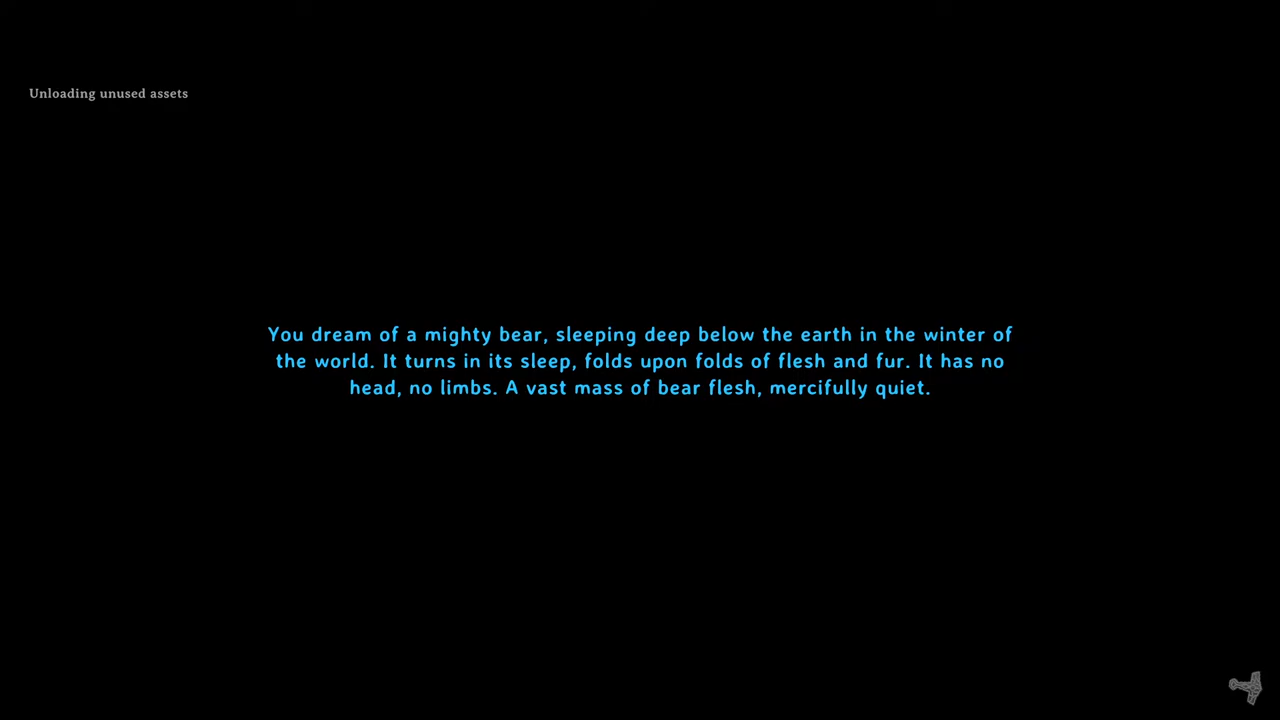 Unloading unused assets
You dream of a mighty bear, sleeping deep below the earth in the winter of
the world. It turns in its sleep, folds upon folds of flesh and fur. It has no
head, no limbs. A vast mass of bear flesh, mercifully quiet.